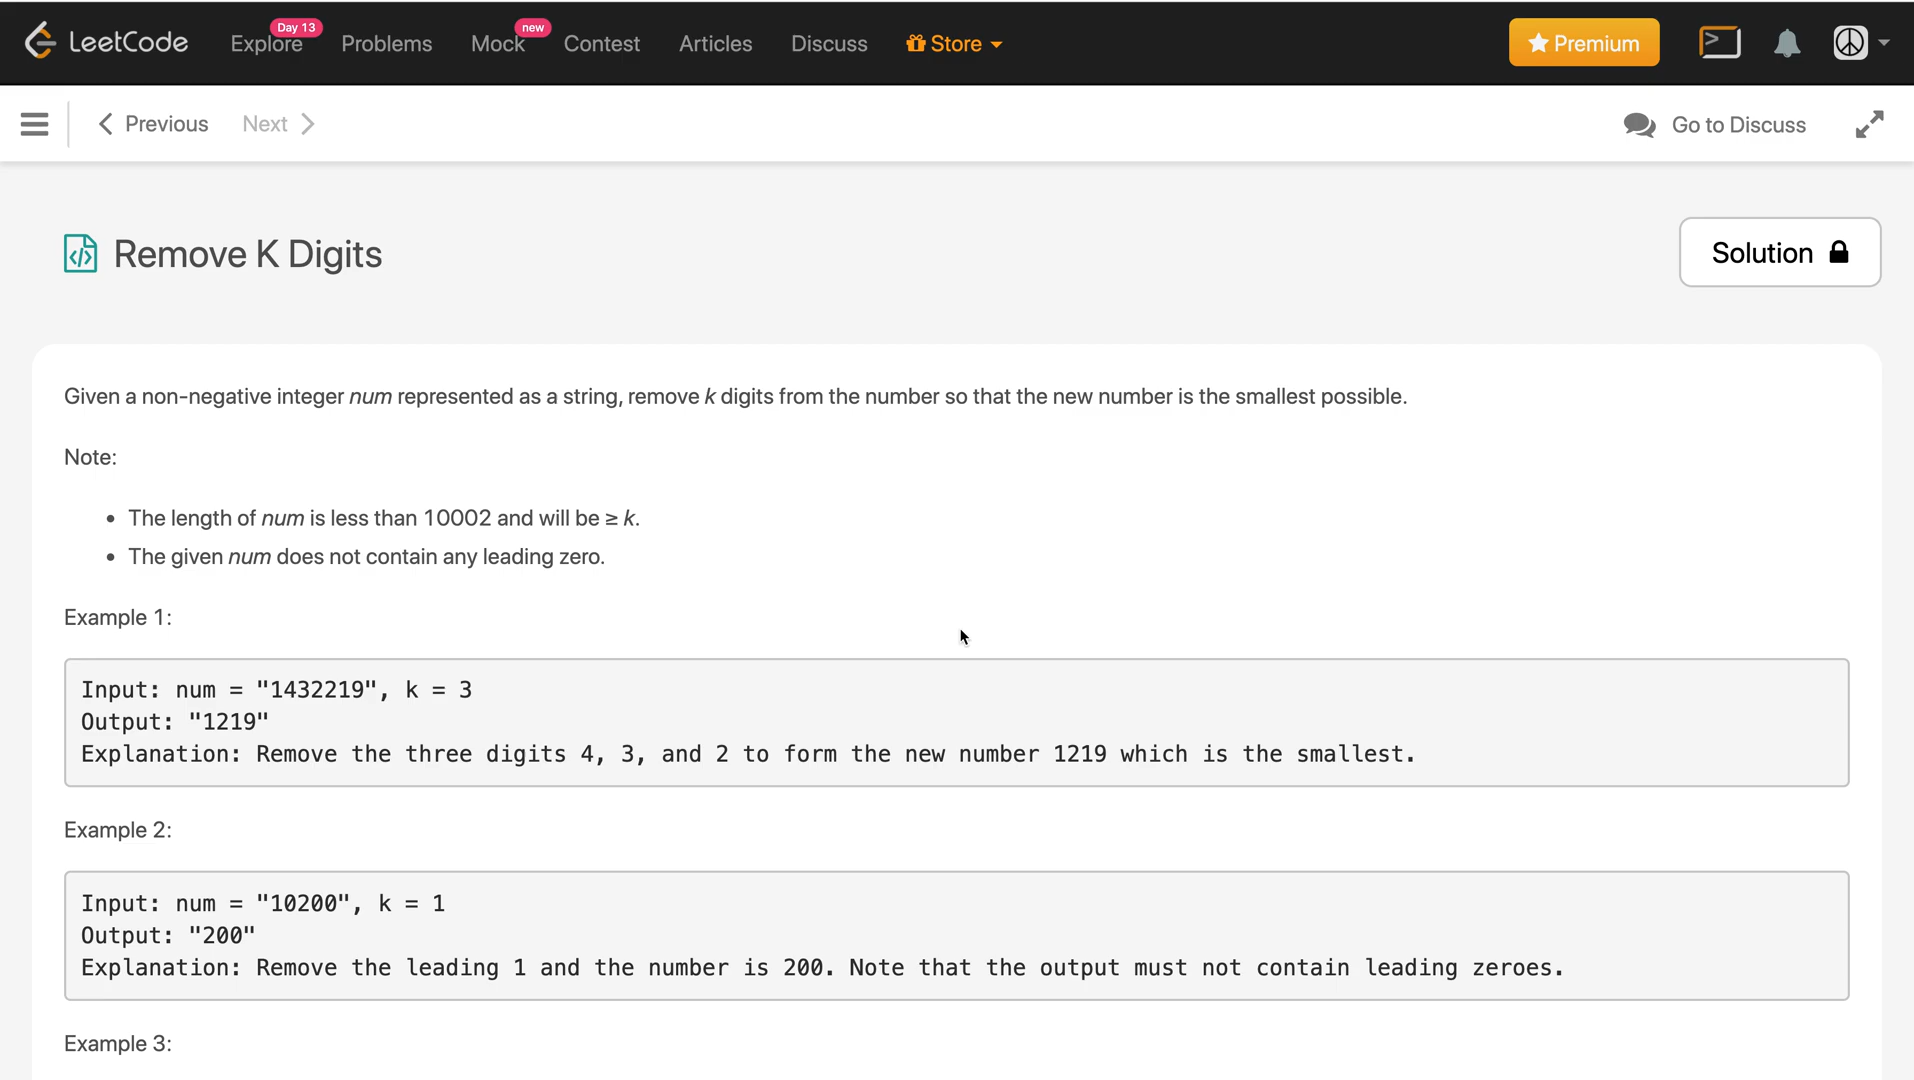 LeetCode Explore Day 13 Problems Mock new Contest Articles Discuss Store Premium
Previous Next Go to Discuss
Remove K Digits Solution
Given a non-negative integer num represented as a string, remove k digits from the number so that the new number is the smallest possible.
Note:
• The length of num is less than 10002 and will be ≥ k.
• The given num does not contain any leading zero.
Example 1:
Input: num = "1432219", k = 3
Output: "1219"
Explanation: Remove the three digits 4, 3, and 2 to form the new number 1219 which is the smallest.
Example 2:
Input: num = "10200", k = 1
Output: "200"
Explanation: Remove the leading 1 and the number is 200. Note that the output must not contain leading zeroes.
Example 3: